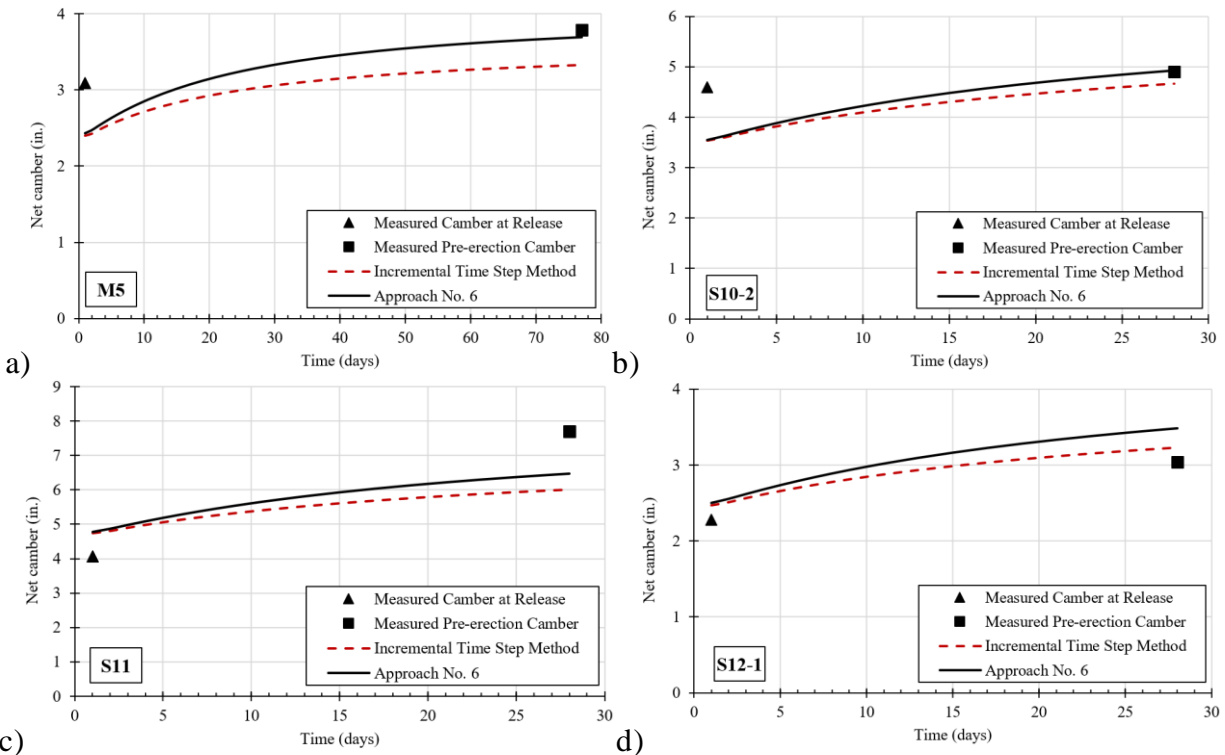 4
3
2
1
0
0 10 20 30 40 50 60 70 80
Net camber (in.)
Time (days)
Measured Camber at Release
Measured Pre-erection Camber
Incremental Time Step Method
Approach No. 6
M5
a)
6
5
4
3
2
1
0
0 5 10 15 20 25 30
Net camber (in.)
Time (days)
Measured Camber at Release
Measured Pre-erection Camber
Incremental Time Step Method
Approach No. 6
S10-2
b)
9
8
7
6
5
4
3
2
1
0
0 5 10 15 20 25 30
Net camber (in.)
Time (days)
Measured Camber at Release
Measured Pre-erection Camber
Incremental Time Step Method
Approach No. 6
S11
c)
4
3
2
1
0
0 5 10 15 20 25 30
Net camber (in.)
Time (days)
Measured Camber at Release
Measured Pre-erection Camber
Incremental Time Step Method
Approach No. 6
S12-1
d)